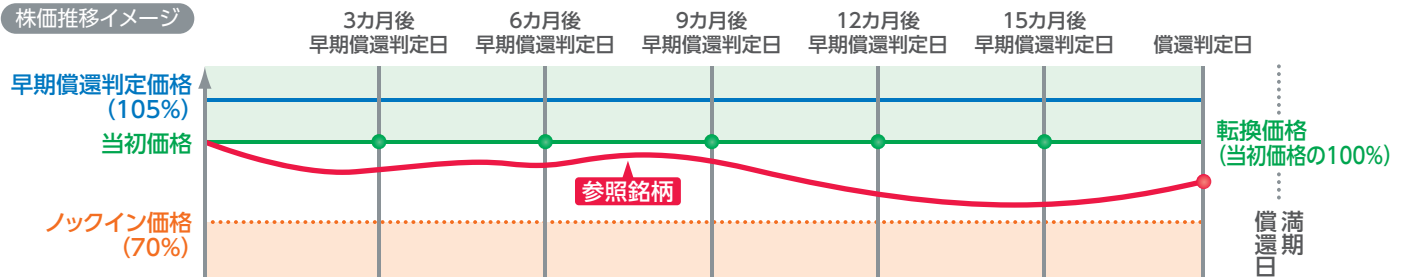 株価推移イメージ
3カ月後
早期償還判定日
6カ月後
早期償還判定日
9カ月後
早期償還判定日
12カ月後
早期償還判定日
15カ月後
早期償還判定日
償還判定日
早期償還判定価格
(105%)
当初価格
転換価格
(当初価格の100%)
参照銘柄
ノックイン価格
(70%)
満期
償還日